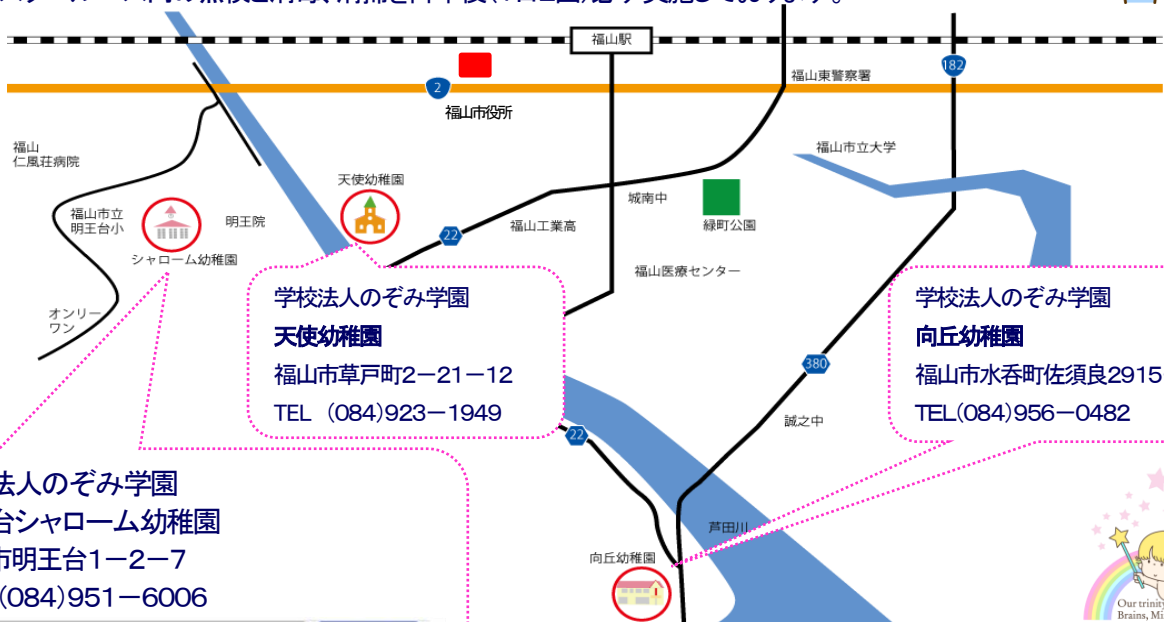 福山駅
182
福山東警察署
2
福山市役所
福山
仁風荘病院
福山市立大学
天使幼稚園
城南中
福山市立
明王台小
明王院
22
福山工業高
緑町公園
シャローム幼稚園
福山医療センター
オンリー
ワン
学校法人のぞみ学園
天使幼稚園
福山市草戸町2－21－12
TEL (084)923－1949
学校法人のぞみ学園
向丘幼稚園
福山市水呑町佐須良2915
TEL(084)956－0482
380
誠之中
22
法人のぞみ学園
台シャローム幼稚園
市明王台1－2－7
(084)951－6006
芦田川
向丘幼稚園
Our trinity
Brains, Mi